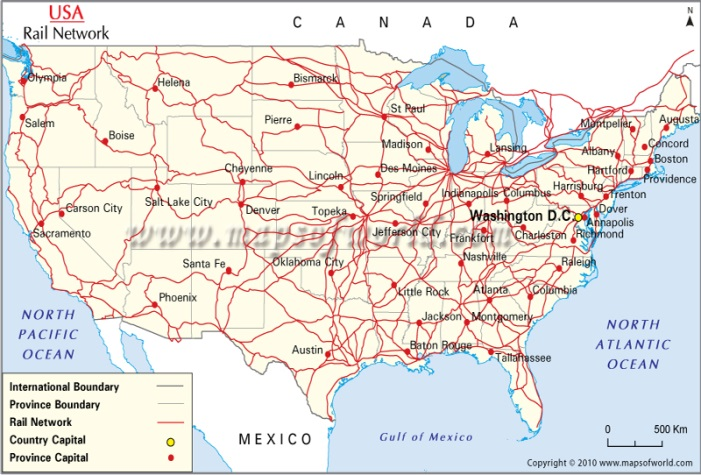 USA
Rail Network
C A N A D A
N
Olympia
Helena
Bismarck
St Paul
Montpelier
Augusta
Salem
Boise
Pierre
Madison
Lansing
Albany
Concord
Boston
Hartford
Providence
Cheyenne
Lincoln
Des Moines
Harrisburg
Trenton
Salt Lake City
Springfield
Indianapolis
Columbus
Carson City
Denver
Topeka
Washington D.C.
Dover
Annapolis
Sacramento
Jefferson City
Frankfort
Charleston
Richmond
www.mapsofworld.com
Santa Fe
Oklahoma City
Nashville
Raleigh
Phoenix
Little Rock
Atlanta
Columbia
Jackson
Montgomery
Austin
Baton Rouge
Tallahassee
NORTH
PACIFIC
OCEAN
NORTH
ATLANTIC
OCEAN
International Boundary
Province Boundary
Rail Network
Country Capital
Province Capital
MEXICO
Gulf of Mexico
0 500 Km
Copyright © 2010 www.mapsofworld.com